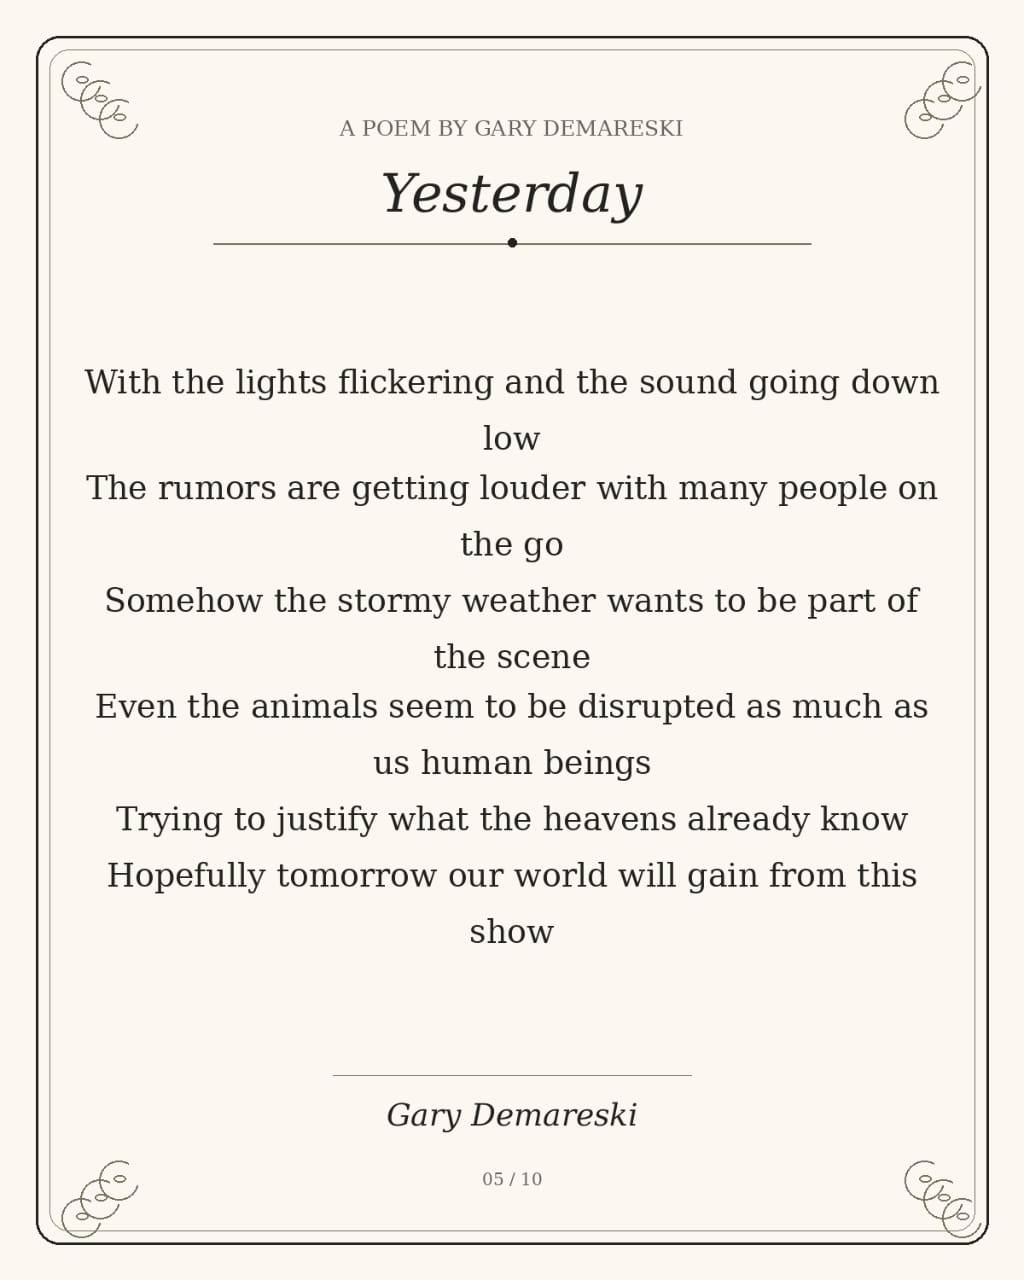 A POEM BY GARY DEMARESKI
Yesterday
With the lights flickering and the sound going down
low
The rumors are getting louder with many people on
the go
Somehow the stormy weather wants to be part of
the scene
Even the animals seem to be disrupted as much as
us human beings
Trying to justify what the heavens already know
Hopefully tomorrow our world will gain from this
show
Gary Demareski
05 / 10